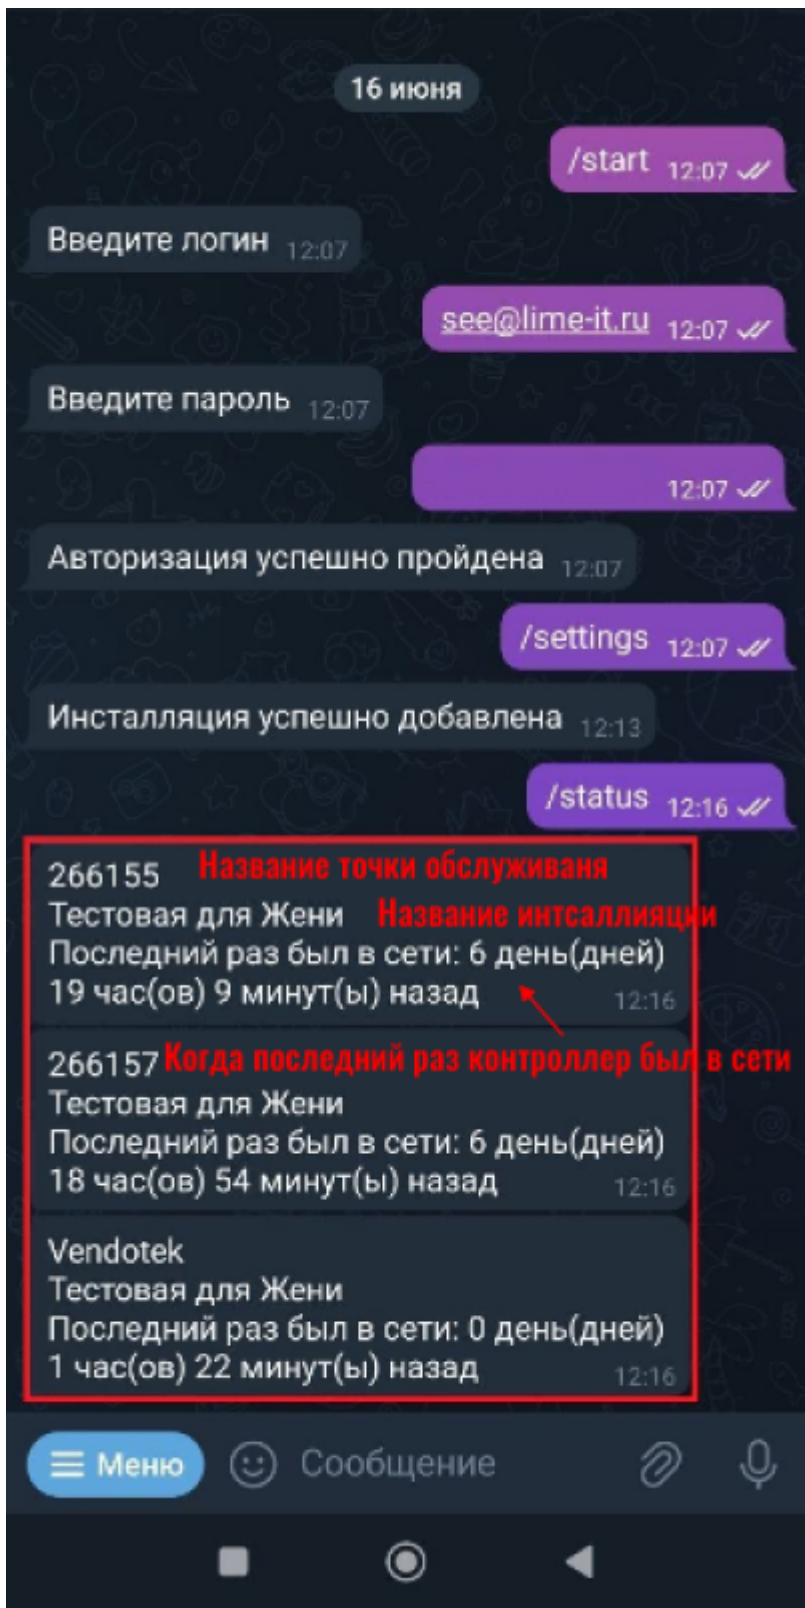 16 июня
/start 12:07
Введите логин 12:07
see@lime-it.ru 12:07
Введите пароль 12:07
12:07
Авторизация успешно пройдена 12:07
/settings 12:07
Инсталляция успешно добавлена 12:13
/status 12:16
266155 Название точки обслуживаня
Тестовая для Жени Название интсаллияции
Последний раз был в сети: 6 день(дней)
19 час(ов) 9 минут(ы) назад 12:16
266157 Когда последний раз контроллер был в сети
Тестовая для Жени
Последний раз был в сети: 6 день(дней)
18 час(ов) 54 минут(ы) назад 12:16
Vendotek
Тестовая для Жени
Последний раз был в сети: 0 день(дней)
1 час(ов) 22 минут(ы) назад 12:16
Меню Сообщение